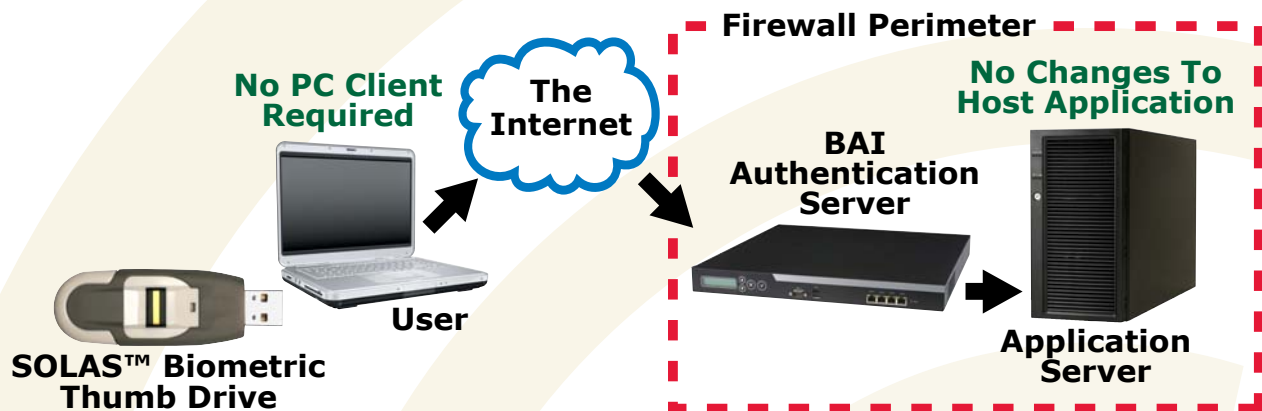 Firewall Perimeter
No PC Client
Required
The
Internet
No Changes To
Host Application
BAI
Authentication
Server
User
SOLAS™ Biometric
Thumb Drive
Application
Server